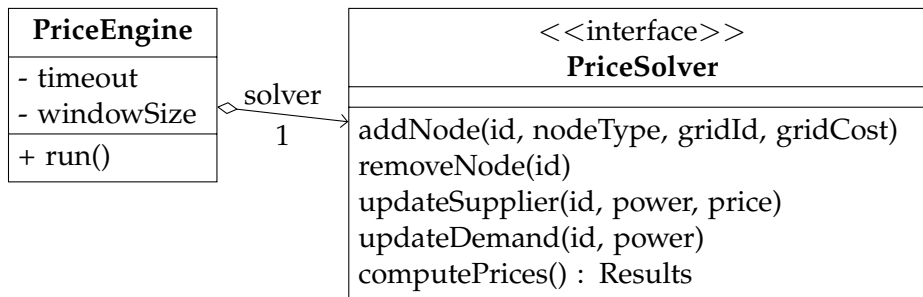 PriceEngine
- timeout
- windowSize
+ run()
solver
1
<<interface>>
PriceSolver
addNode(id, nodeType, gridId, gridCost)
removeNode(id)
updateSupplier(id, power, price)
updateDemand(id, power)
computePrices() : Results